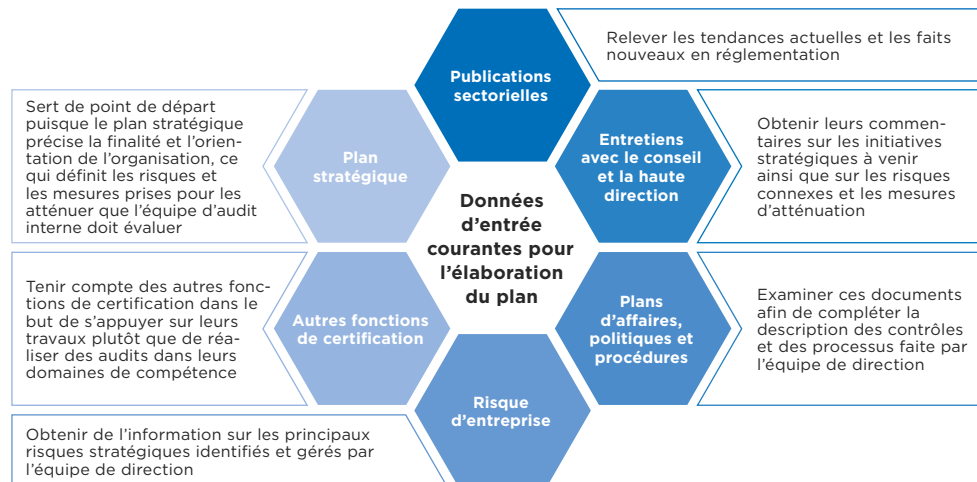 Publications
sectorielles
Relever les tendances actuelles et les faits
nouveaux en réglementation
Entretiens
avec le conseil
et la haute
direction
Obtenir leurs commen-
taires sur les initiatives
stratégiques à venir
ainsi que sur les risques
connexes et les mesures
d’atténuation
Plans
d’affaires,
politiques et
procédures
Examiner ces documents
afin de compléter la
description des contrôles
et des processus faite par
l’équipe de direction
Risque
d’entreprise
Obtenir de l’information sur les principaux
risques stratégiques identifiés et gérés par
l’équipe de direction
Autres fonctions
de certification
Tenir compte des autres fonc-
tions de certification dans le
but de s’appuyer sur leurs
travaux plutôt que de réa-
liser des audits dans leurs
domaines de compétence
Plan
stratégique
Sert de point de départ
puisque le plan stratégique
précise la finalité et l’orien-
tation de l’organisation, ce
qui définit les risques et
les mesures prises pour les
atténuer que l’équipe d’audit
interne doit évaluer
Données
d’entrée
courantes pour
l’élaboration
du plan